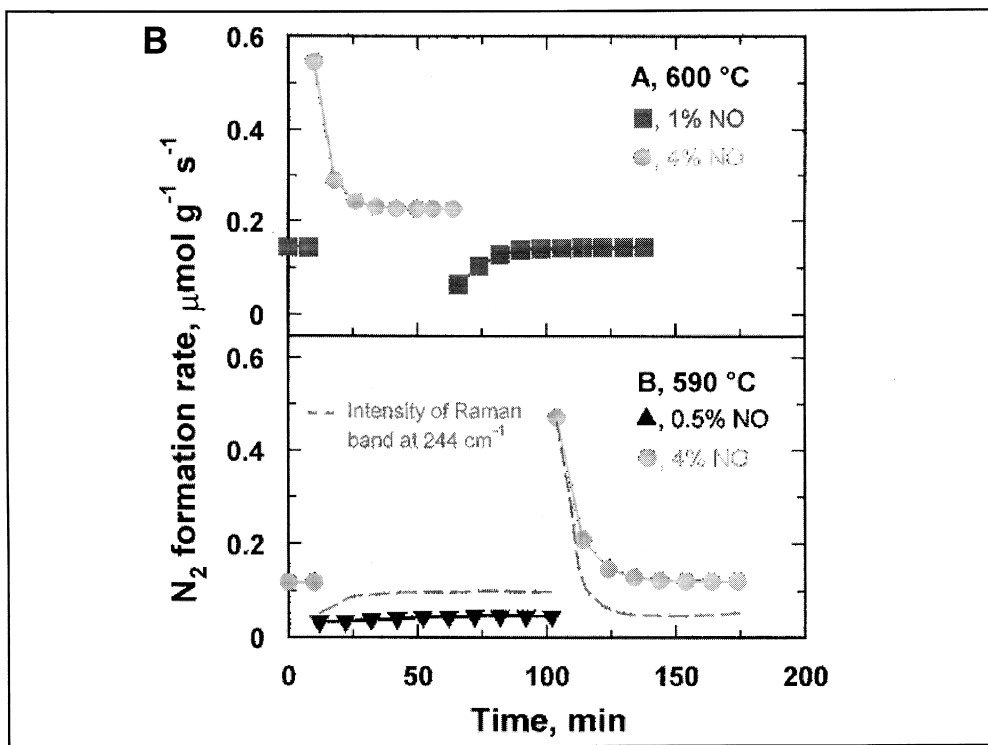 B
N₂ formation rate, μmol g⁻¹ s⁻¹
0.6
0.4
0.2
0
A, 600 °C
■, 1% NO
●, 4% NO
0.6
0.4
0.2
0
B, 590 °C
▲, 0.5% NO
●, 4% NO
Intensity of Raman
band at 244 cm⁻¹
0 50 100 150 200
Time, min